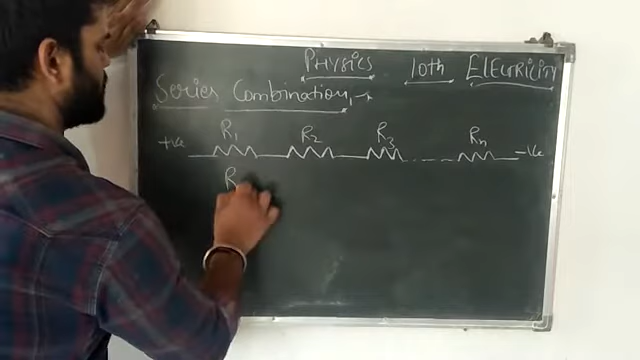 PHYSICS 10th ELECTRICITY
Series Combination:→
+ve R1 R2 R3 Rn -ve
R